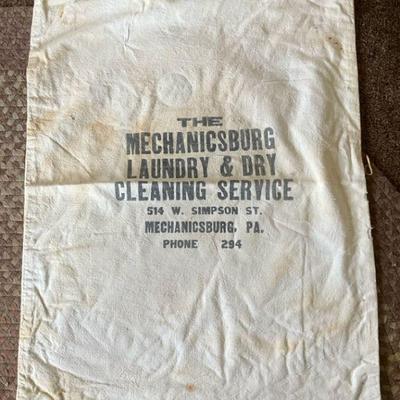 THE
MECHANICSBURG
LAUNDRY & DRY
CLEANING SERVICE
514 W. SIMPSON ST.
MECHANICSBURG, PA.
PHONE 294